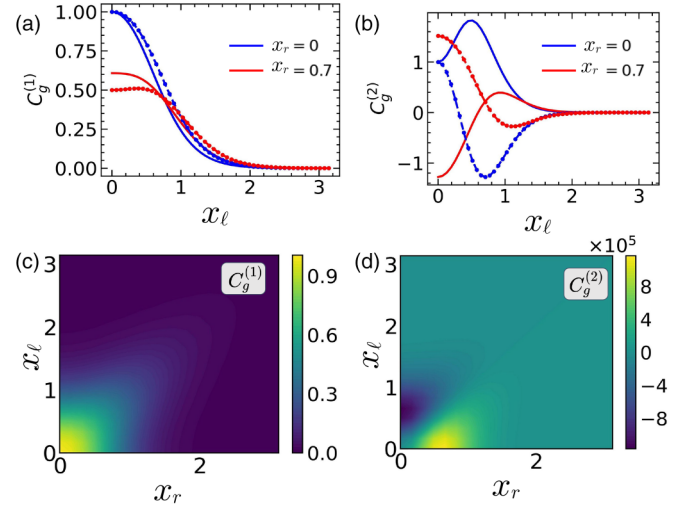 (a)
1.00
0.75
0.50
0.25
0.00
C_g^{(1)}
x_r = 0
x_r = 0.7
0 1 2 3
x_ℓ
(b)
1
0
−1
C_g^{(2)}
x_r = 0
x_r = 0.7
0 1 2 3
x_ℓ
(c)
3
2
1
0
x_ℓ
C_g^{(1)}
0 2
x_r
0.9
0.6
0.3
0.0
(d)
3
2
1
0
x_ℓ
C_g^{(2)}
0 2
x_r
×10^5
8
4
0
−4
−8